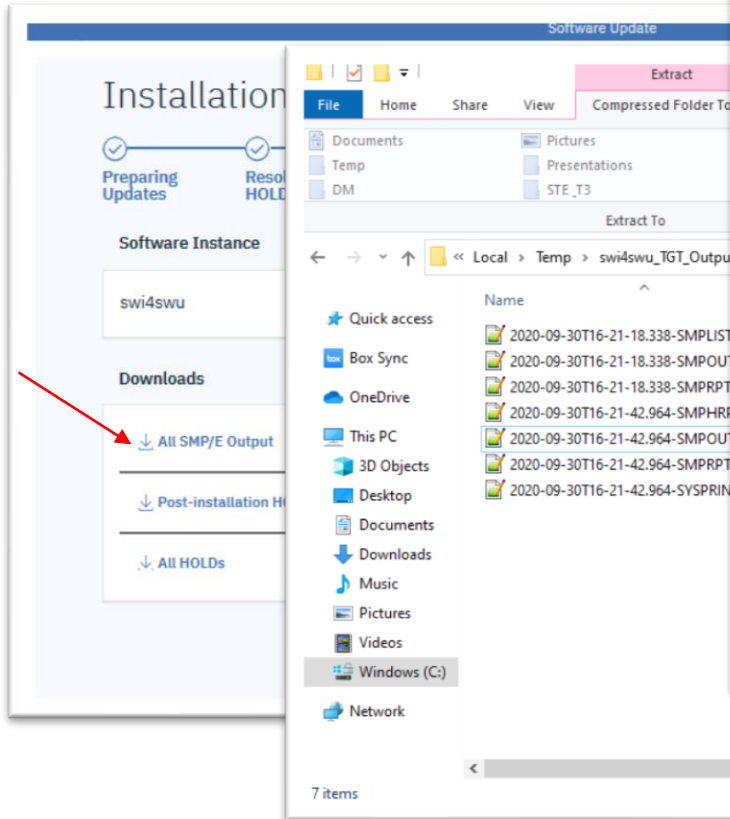 Software Update
Installation
Preparing
Updates
Resol
HOLD
Software Instance
swi4swu
Downloads
All SMP/E Output
Post-installation H
All HOLDs
Extract
File Home Share View Compressed Folder To
Documents Pictures
Temp Presentations
DM STE_T3
Extract To
« Local › Temp › swi4swu_TGT_Outpu
Name
Quick access
box
Box Sync
OneDrive
This PC
3D Objects
Desktop
Documents
Downloads
Music
Pictures
Videos
Windows (C:)
Network
2020-09-30T16-21-18.338-SMPLIST
2020-09-30T16-21-18.338-SMPOUT
2020-09-30T16-21-18.338-SMPRPT
2020-09-30T16-21-42.964-SMPHRP
2020-09-30T16-21-42.964-SMPOUT
2020-09-30T16-21-42.964-SMPRPT
2020-09-30T16-21-42.964-SYSPRIN
7 items